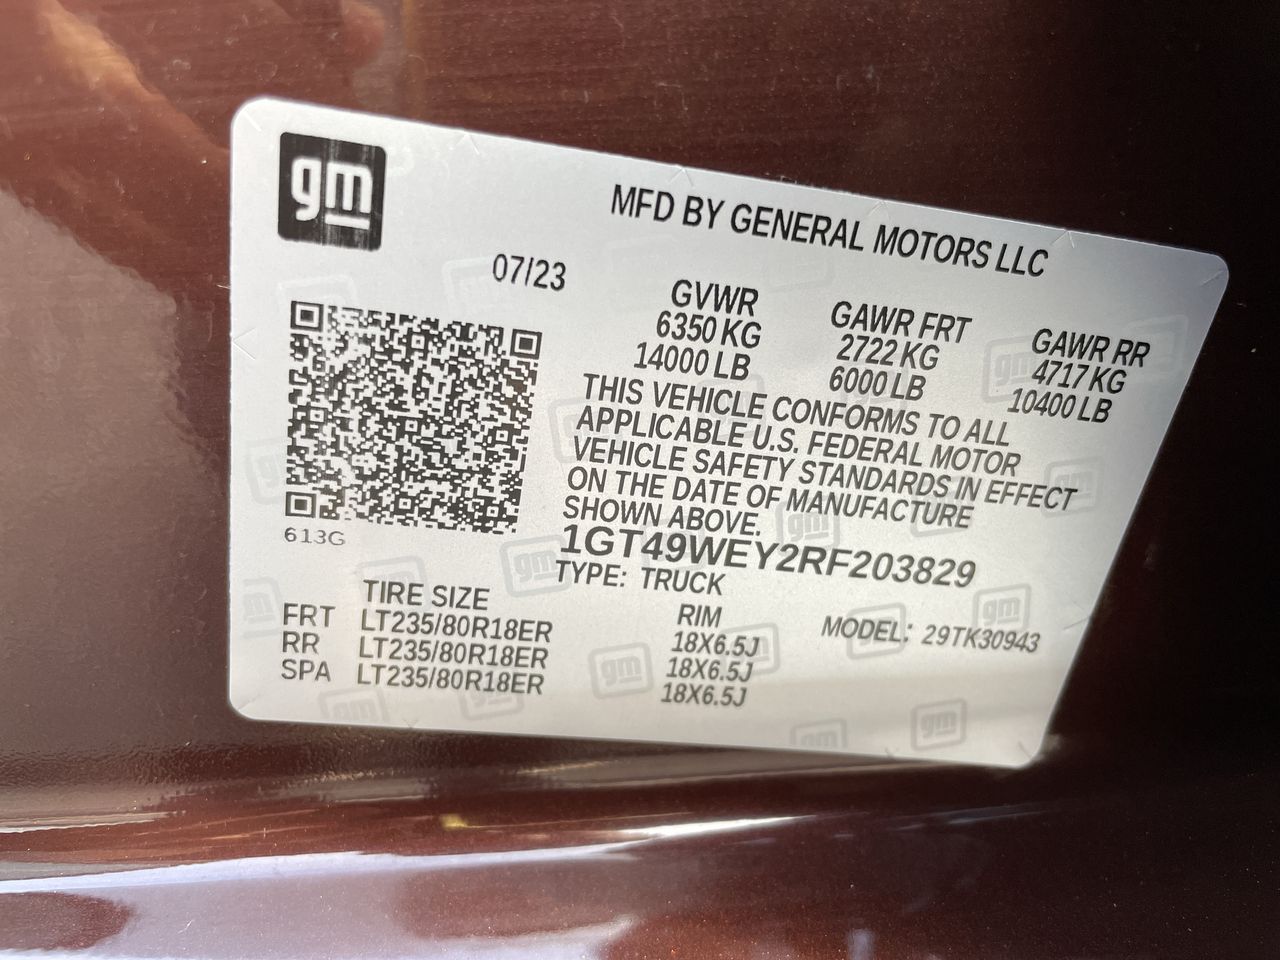 gm
MFD BY GENERAL MOTORS LLC
07/23
GVWR GAWR FRT GAWR RR
6350 KG 2722 KG 4717 KG
14000 LB 6000 LB 10400 LB
THIS VEHICLE CONFORMS TO ALL
APPLICABLE U.S. FEDERAL MOTOR
VEHICLE SAFETY STANDARDS IN EFFECT
ON THE DATE OF MANUFACTURE
SHOWN ABOVE.
613G
1GT49WEY2RF203829
TYPE: TRUCK
MODEL: 29TK30943
TIRE SIZE RIM
FRT LT235/80R18ER 18X6.5J
RR LT235/80R18ER 18X6.5J
SPA LT235/80R18ER 18X6.5J